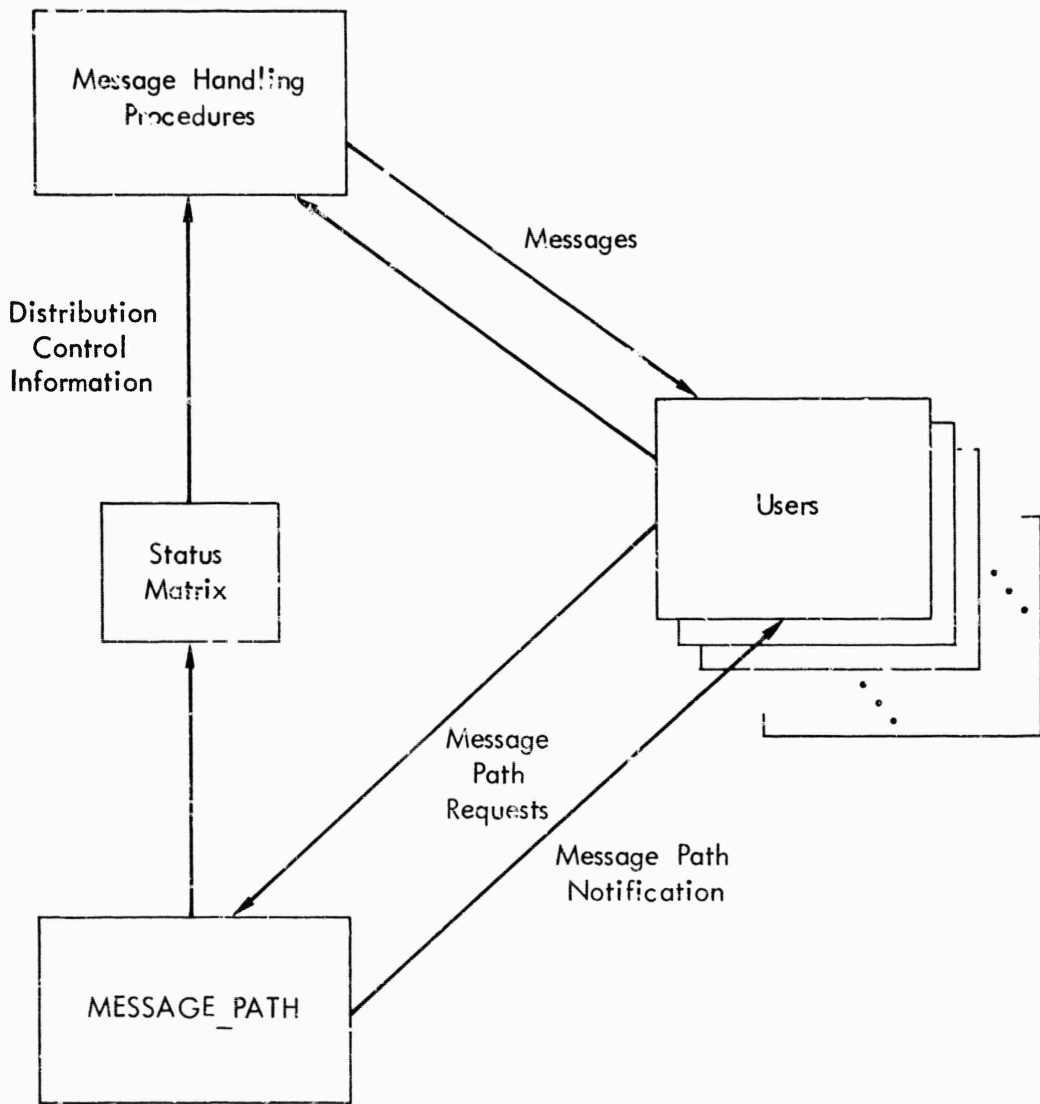 Message Handling
Procedures
Messages
Distribution
Control
Information
Users
Status
Matrix
Message
Path
Requests
Message Path
Notification
MESSAGE_PATH